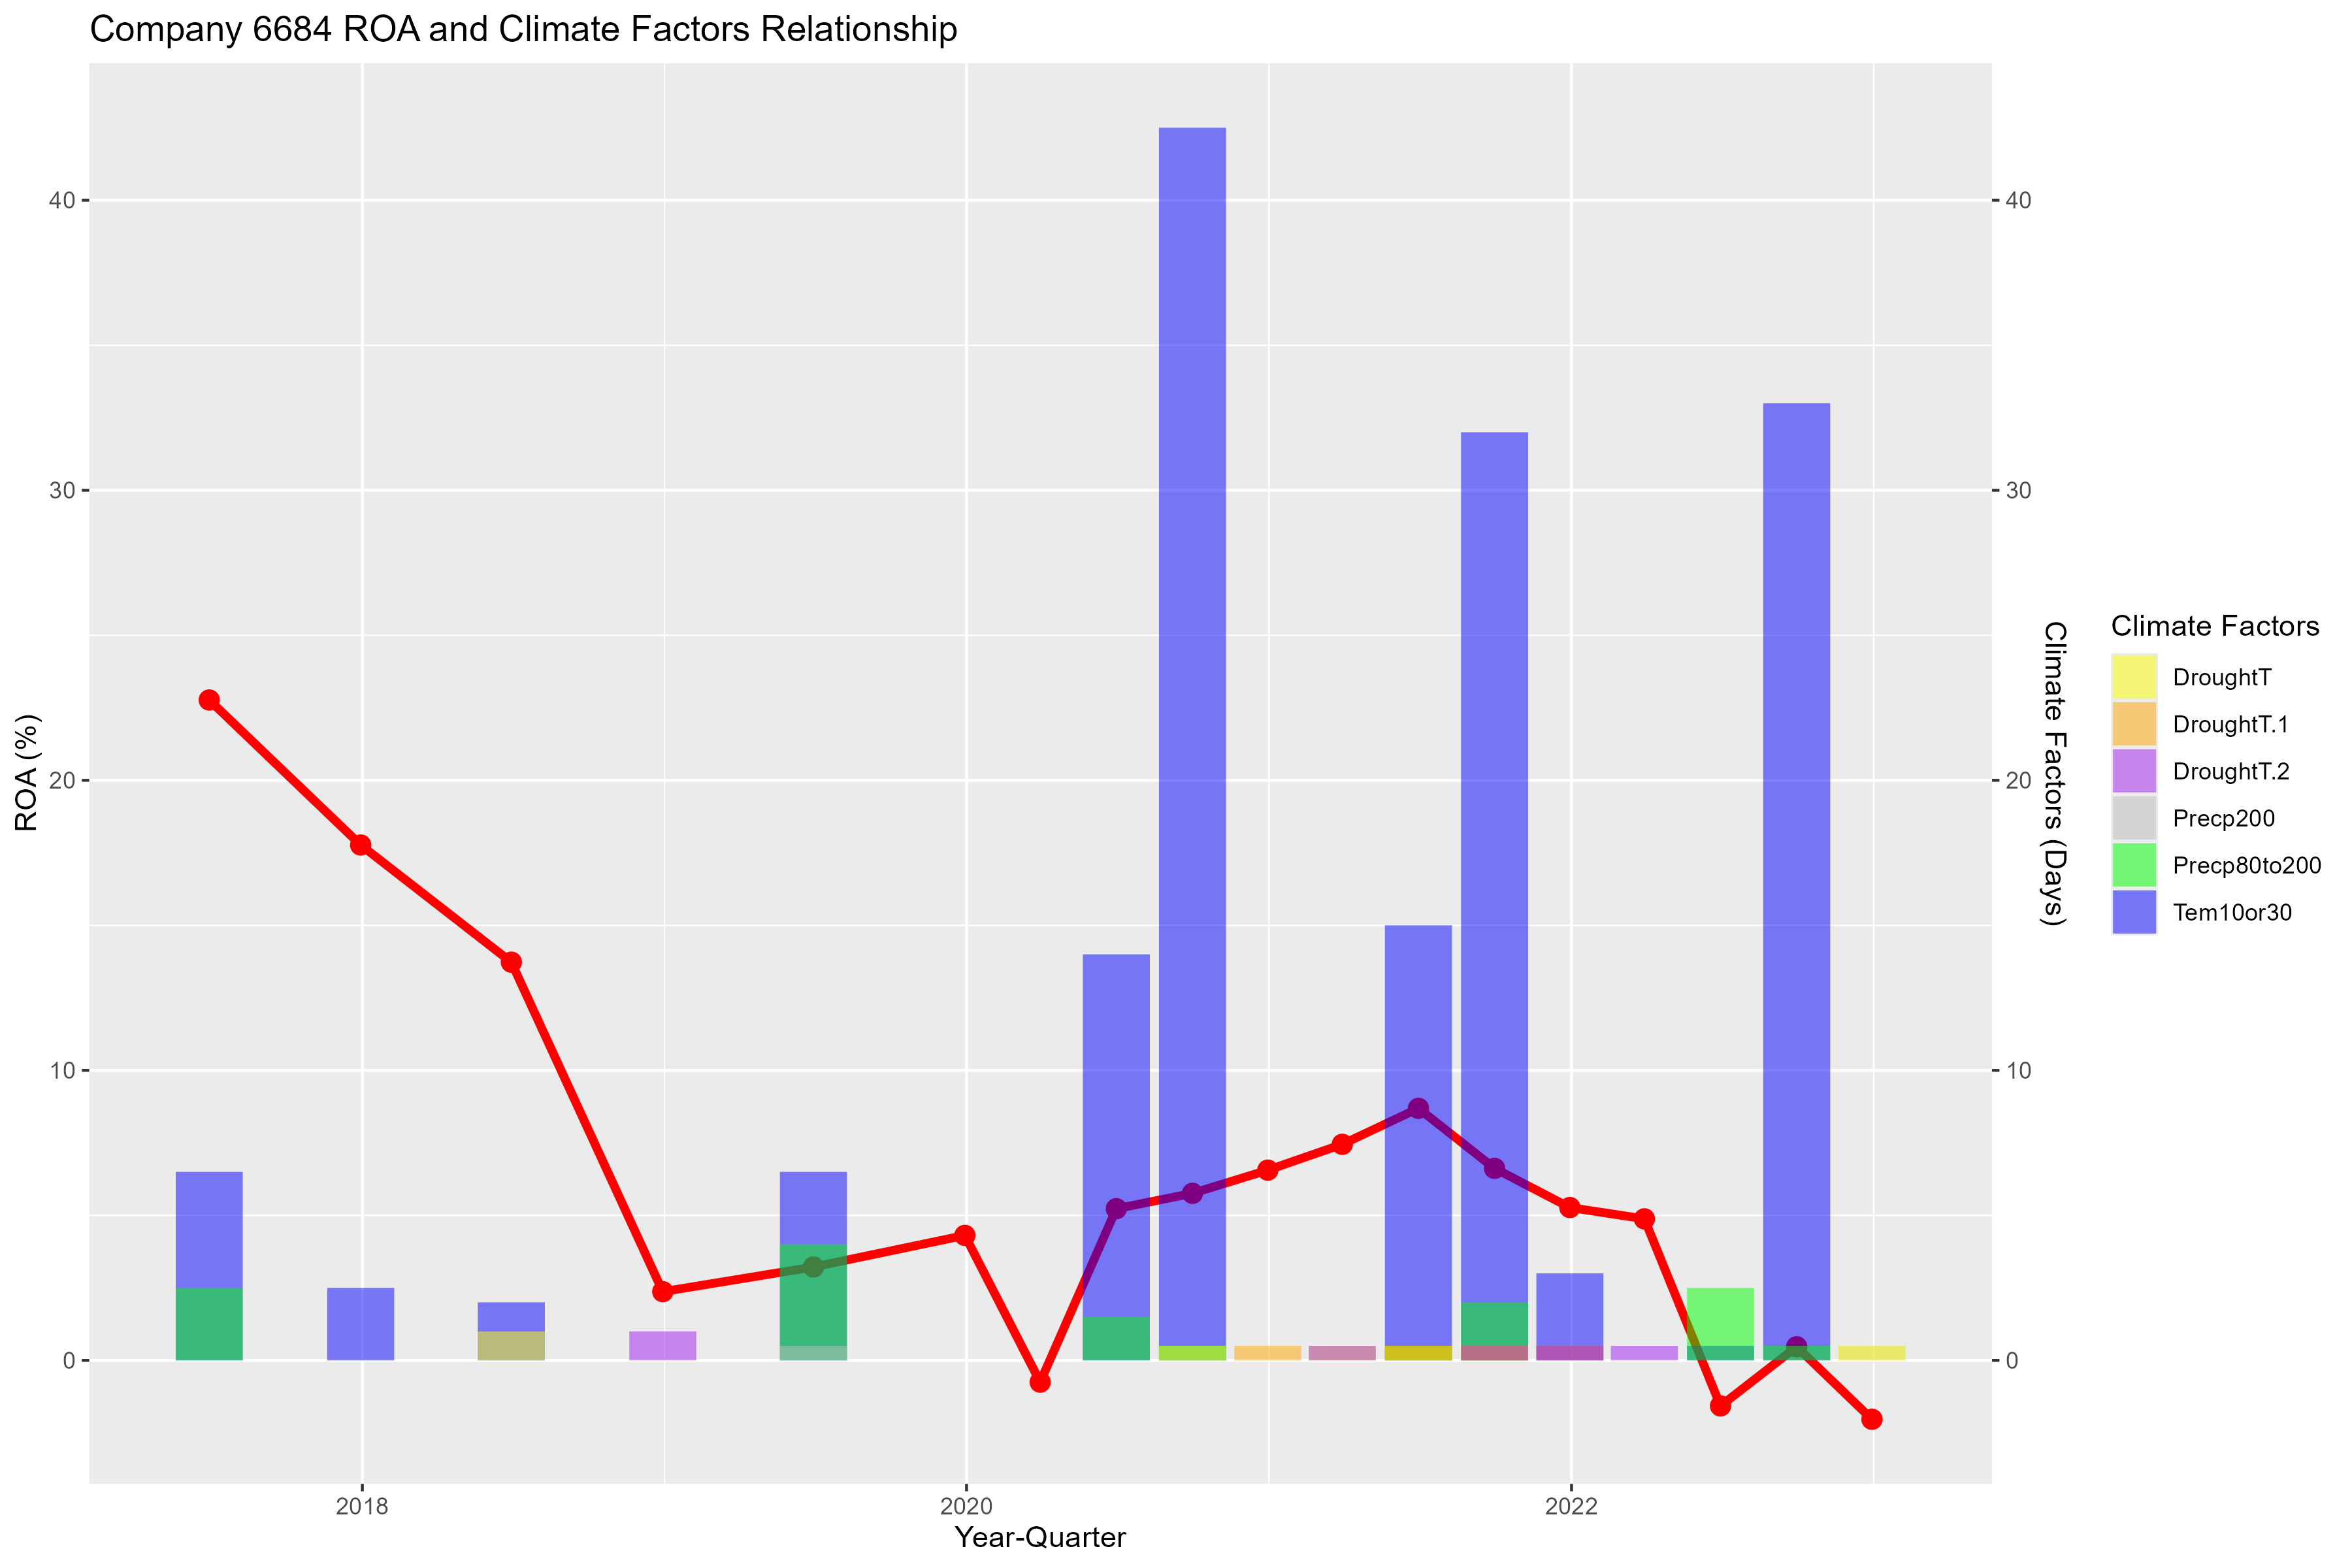 Company 6684 ROA and Climate Factors Relationship
ROA (%)
40
30
20
10
0
40
30
20
10
0
Climate Factors (Days)
2018
2020
2022
Year-Quarter
Climate Factors
DroughtT
DroughtT.1
DroughtT.2
Precp200
Precp80to200
Tem10or30